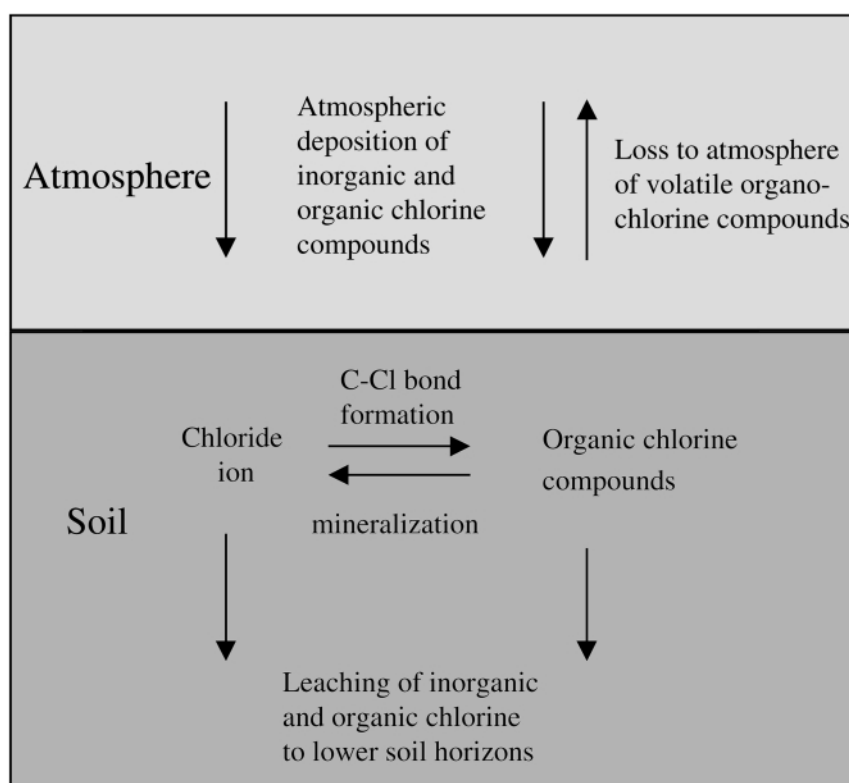 Atmosphere
Atmospheric
deposition of
inorganic and
organic chlorine
compounds
Loss to atmosphere
of volatile organo-
chlorine compounds
Soil
Chloride
ion
C-Cl bond
formation
mineralization
Organic chlorine
compounds
Leaching of inorganic
and organic chlorine
to lower soil horizons